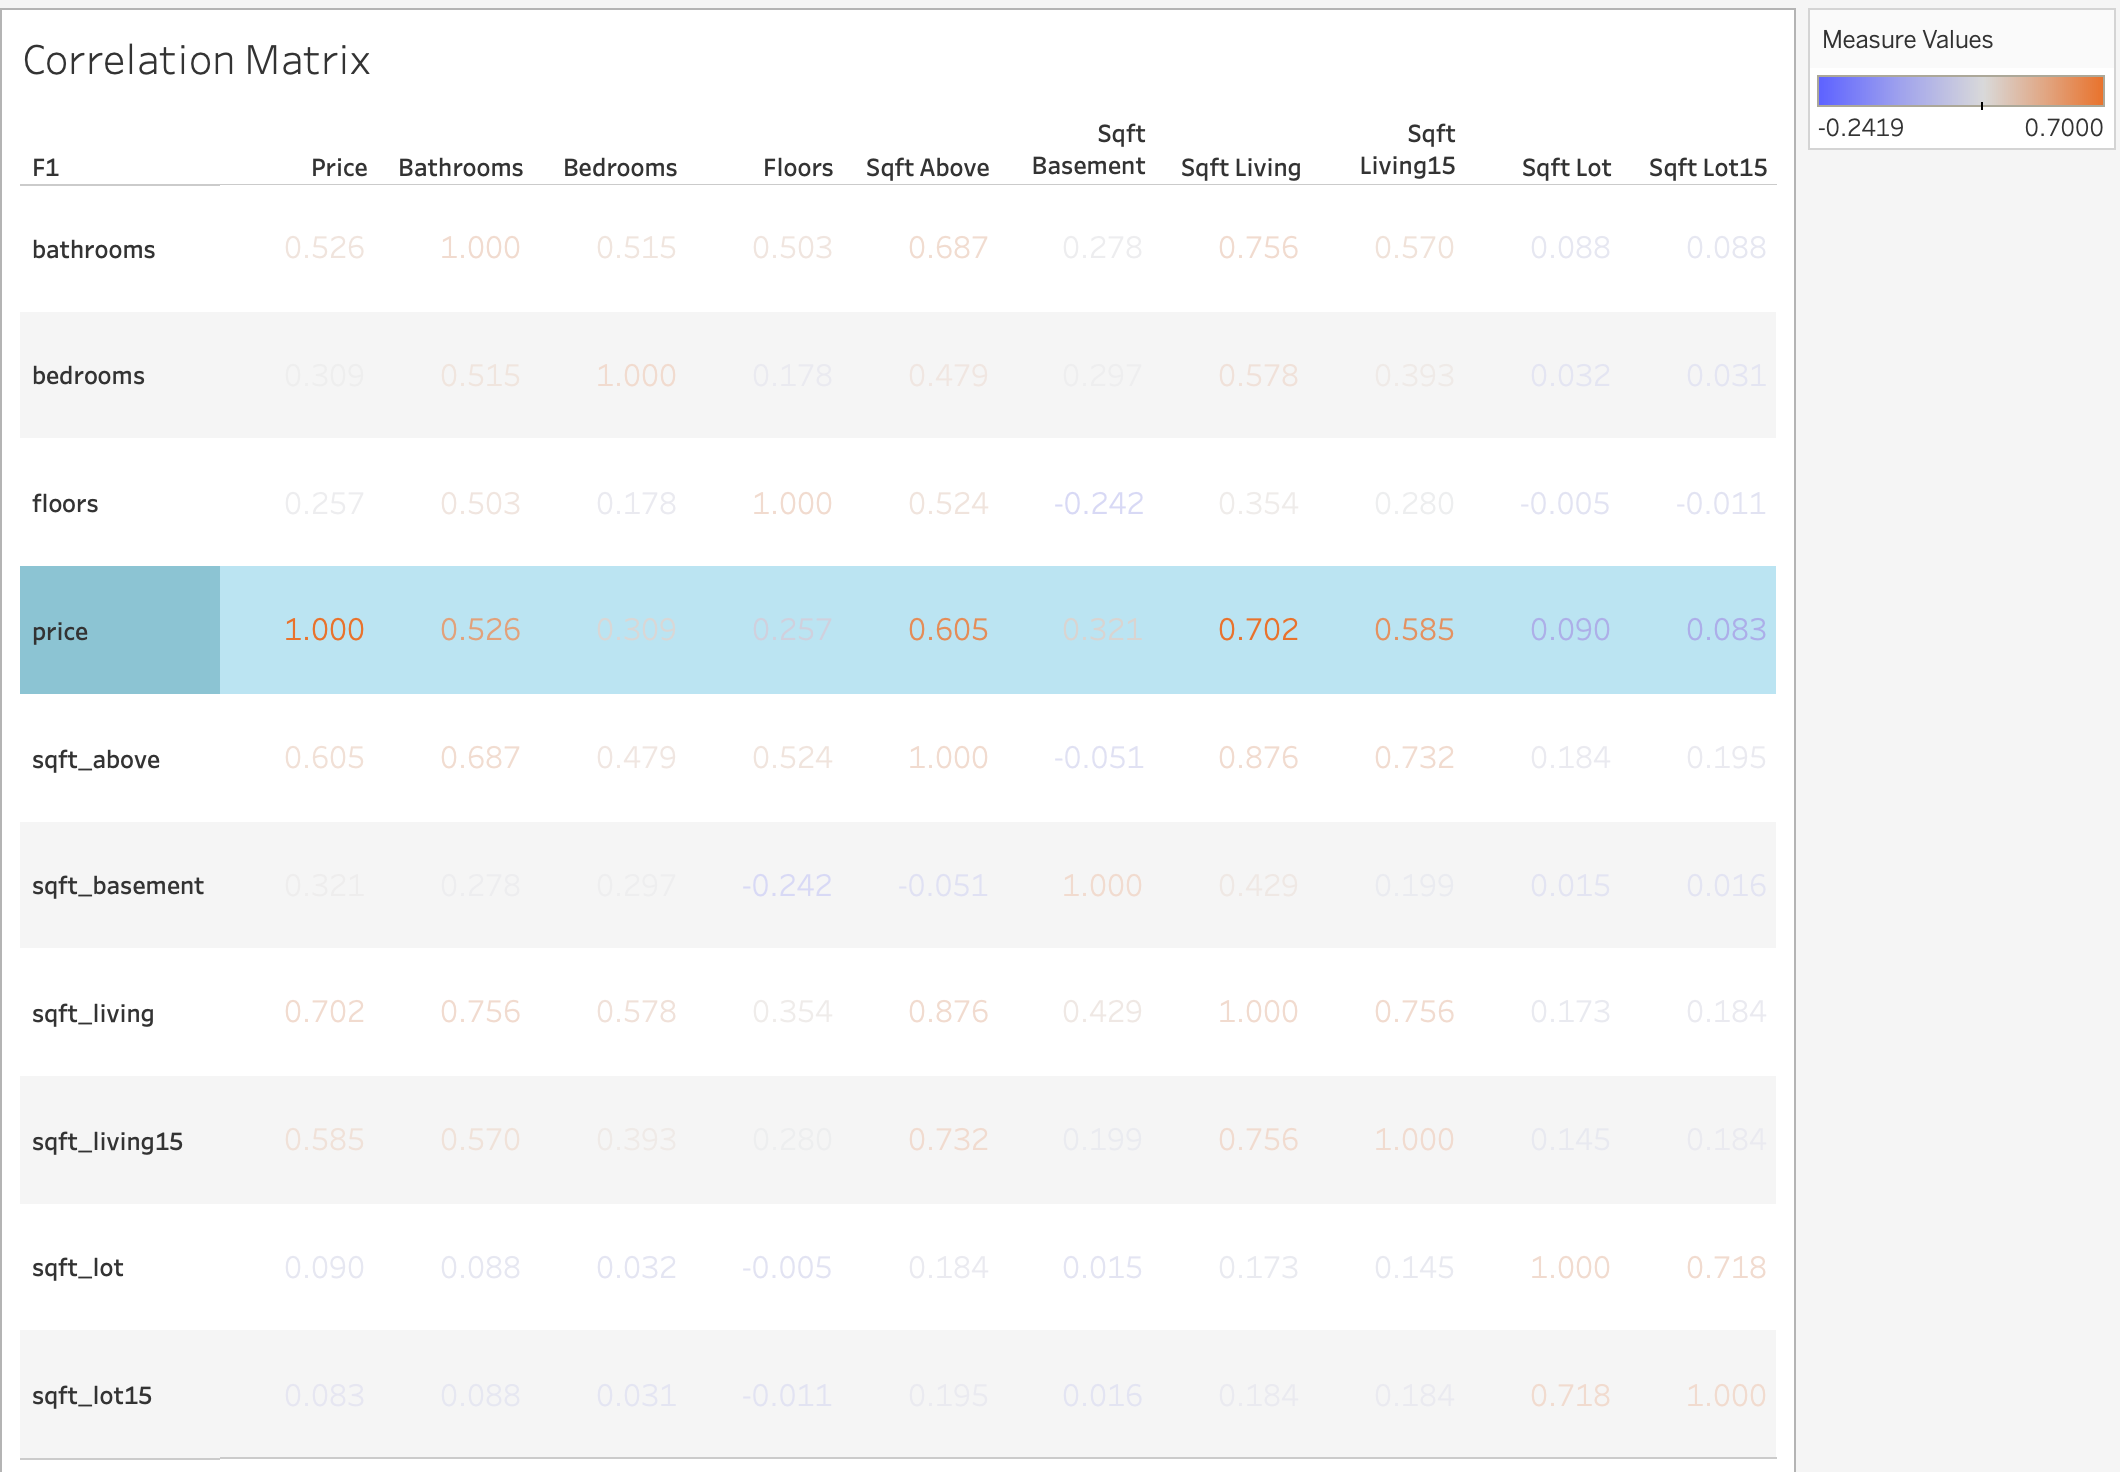 Correlation Matrix
Measure Values
-0.2419 0.7000
F1 Price Bathrooms Bedrooms Floors Sqft Above Sqft Basement Sqft Living Sqft Living15 Sqft Lot Sqft Lot15
bathrooms 0.526 1.000 0.515 0.503 0.687 0.278 0.756 0.570 0.088 0.088
bedrooms 0.309 0.515 1.000 0.178 0.479 0.297 0.578 0.393 0.032 0.031
floors 0.257 0.503 0.178 1.000 0.524 -0.242 0.354 0.280 -0.005 -0.011
price 1.000 0.526 0.309 0.257 0.605 0.321 0.702 0.585 0.090 0.083
sqft_above 0.605 0.687 0.479 0.524 1.000 -0.051 0.876 0.732 0.184 0.195
sqft_basement 0.321 0.278 0.297 -0.242 -0.051 1.000 0.429 0.199 0.015 0.016
sqft_living 0.702 0.756 0.578 0.354 0.876 0.429 1.000 0.756 0.173 0.184
sqft_living15 0.585 0.570 0.393 0.280 0.732 0.199 0.756 1.000 0.145 0.184
sqft_lot 0.090 0.088 0.032 -0.005 0.184 0.015 0.173 0.145 1.000 0.718
sqft_lot15 0.083 0.088 0.031 -0.011 0.195 0.016 0.184 0.184 0.718 1.000